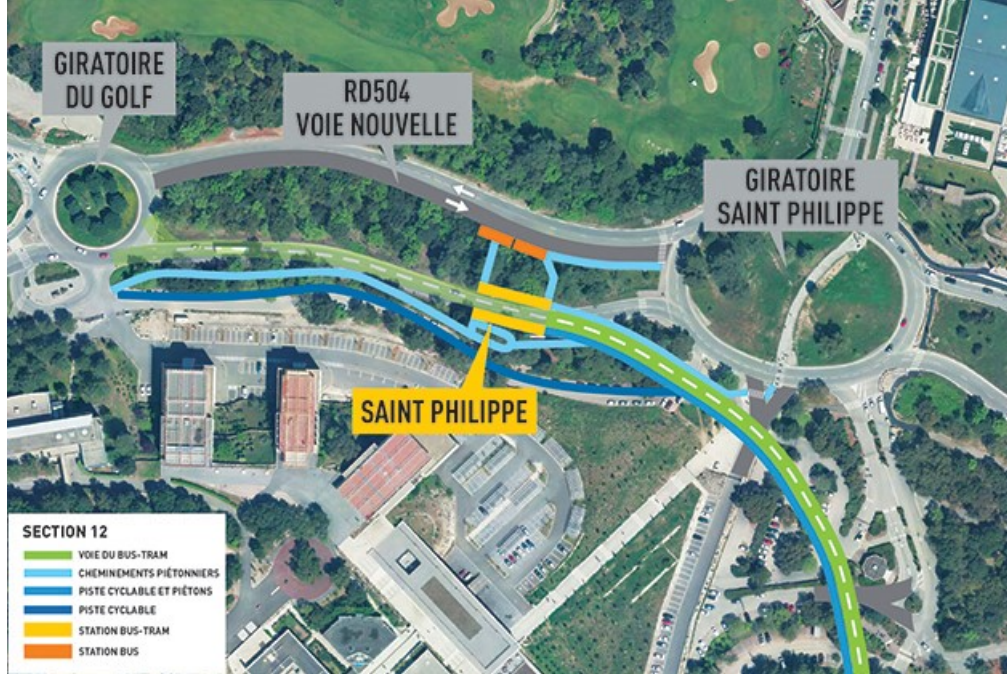 GIRATOIRE
DU GOLF
RD504
VOIE NOUVELLE
GIRATOIRE
SAINT PHILIPPE
SAINT PHILIPPE
SECTION 12
VOIE DU BUS-TRAM
CHEMINEMENTS PIÉTONNIERS
PISTE CYCLABLE ET PIÉTONS
PISTE CYCLABLE
STATION BUS-TRAM
STATION BUS